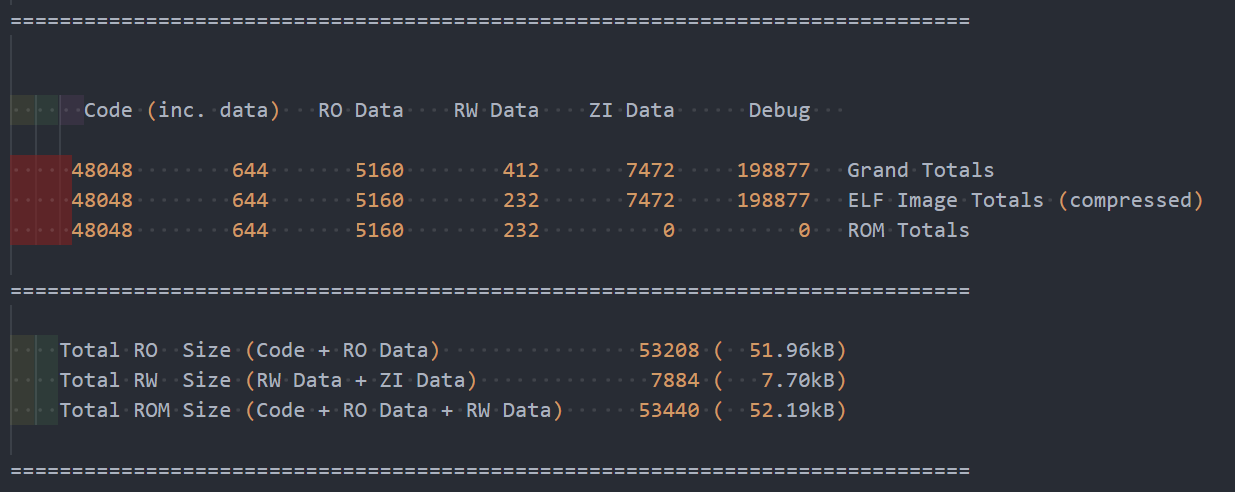 ==============================================================================
Code (inc. data)   RO Data    RW Data    ZI Data      Debug
48048        644       5160        412       7472     198877   Grand Totals
48048        644       5160        232       7472     198877   ELF Image Totals (compressed)
48048        644       5160        232          0          0   ROM Totals
==============================================================================
Total RO  Size (Code + RO Data)                53208 (  51.96kB)
Total RW  Size (RW Data + ZI Data)              7884 (   7.70kB)
Total ROM Size (Code + RO Data + RW Data)      53440 (  52.19kB)
==============================================================================